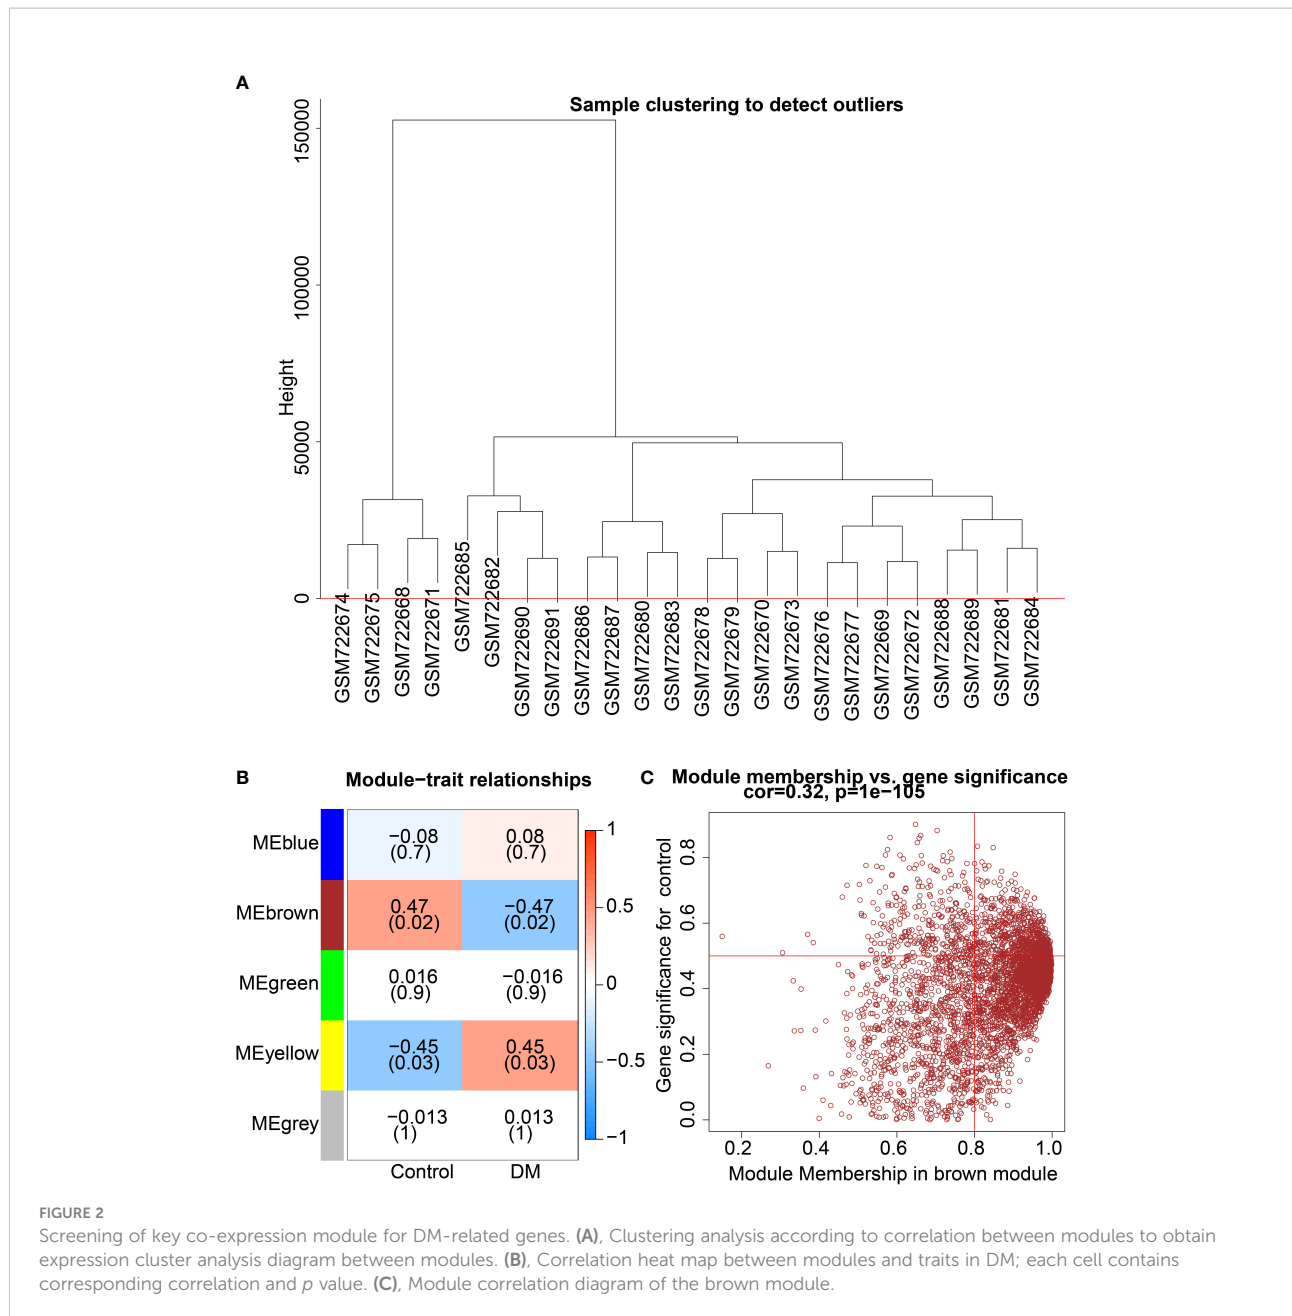 A
Sample clustering to detect outliers
Height
0
50000
100000
150000
GSM722674
GSM722675
GSM722668
GSM722671
GSM722685
GSM722682
GSM722690
GSM722691
GSM722686
GSM722687
GSM722680
GSM722683
GSM722678
GSM722679
GSM722670
GSM722673
GSM722676
GSM722677
GSM722669
GSM722672
GSM722688
GSM722689
GSM722681
GSM722684
B
Module−trait relationships
MEblue
−0.08
(0.7)
0.08
(0.7)
MEbrown
0.47
(0.02)
−0.47
(0.02)
MEgreen
0.016
(0.9)
−0.016
(0.9)
MEyellow
−0.45
(0.03)
0.45
(0.03)
MEgrey
−0.013
(1)
0.013
(1)
Control
DM
1
0.5
0
−0.5
−1
C
Module membership vs. gene significance
cor=0.32, p=1e−105
Gene significance for control
0.0
0.2
0.4
0.6
0.8
0.2
0.4
0.6
0.8
1.0
Module Membership in brown module
FIGURE 2
Screening of key co-expression module for DM-related genes. (A), Clustering analysis according to correlation between modules to obtain
expression cluster analysis diagram between modules. (B), Correlation heat map between modules and traits in DM; each cell contains
corresponding correlation and p value. (C), Module correlation diagram of the brown module.